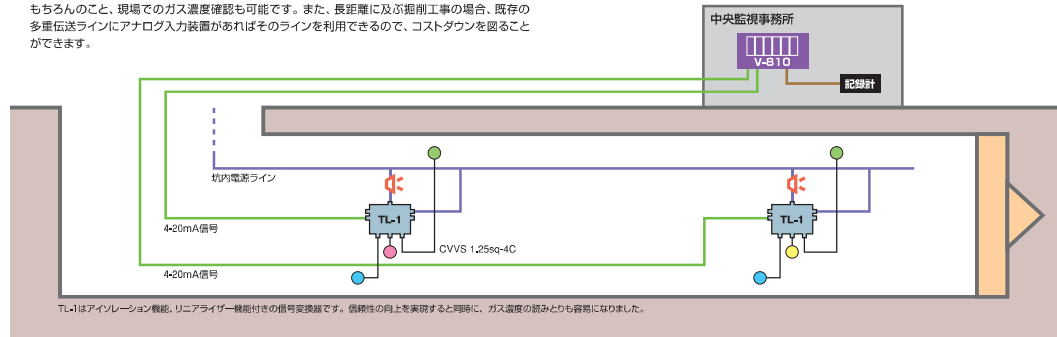 もちろんのこと、現場でのガス濃度確認も可能です。また、長距離に及ぶ掘削工事の場合、既存の
多重伝送ラインにアナログ入力装置があればそのラインを利用できるので、コストダウンを図ること
ができます。
中央監視事務所
V-810
記録計
坑内電源ライン
TL-1
TL-1
4-20mA信号
CVVS 1.25sq-4C
4-20mA信号
TL-1はアイソレーション機能、リニアライザー機能付きの信号変換器です。信頼性の向上を実現すると同時に、ガス濃度の読みとりも容易になりました。